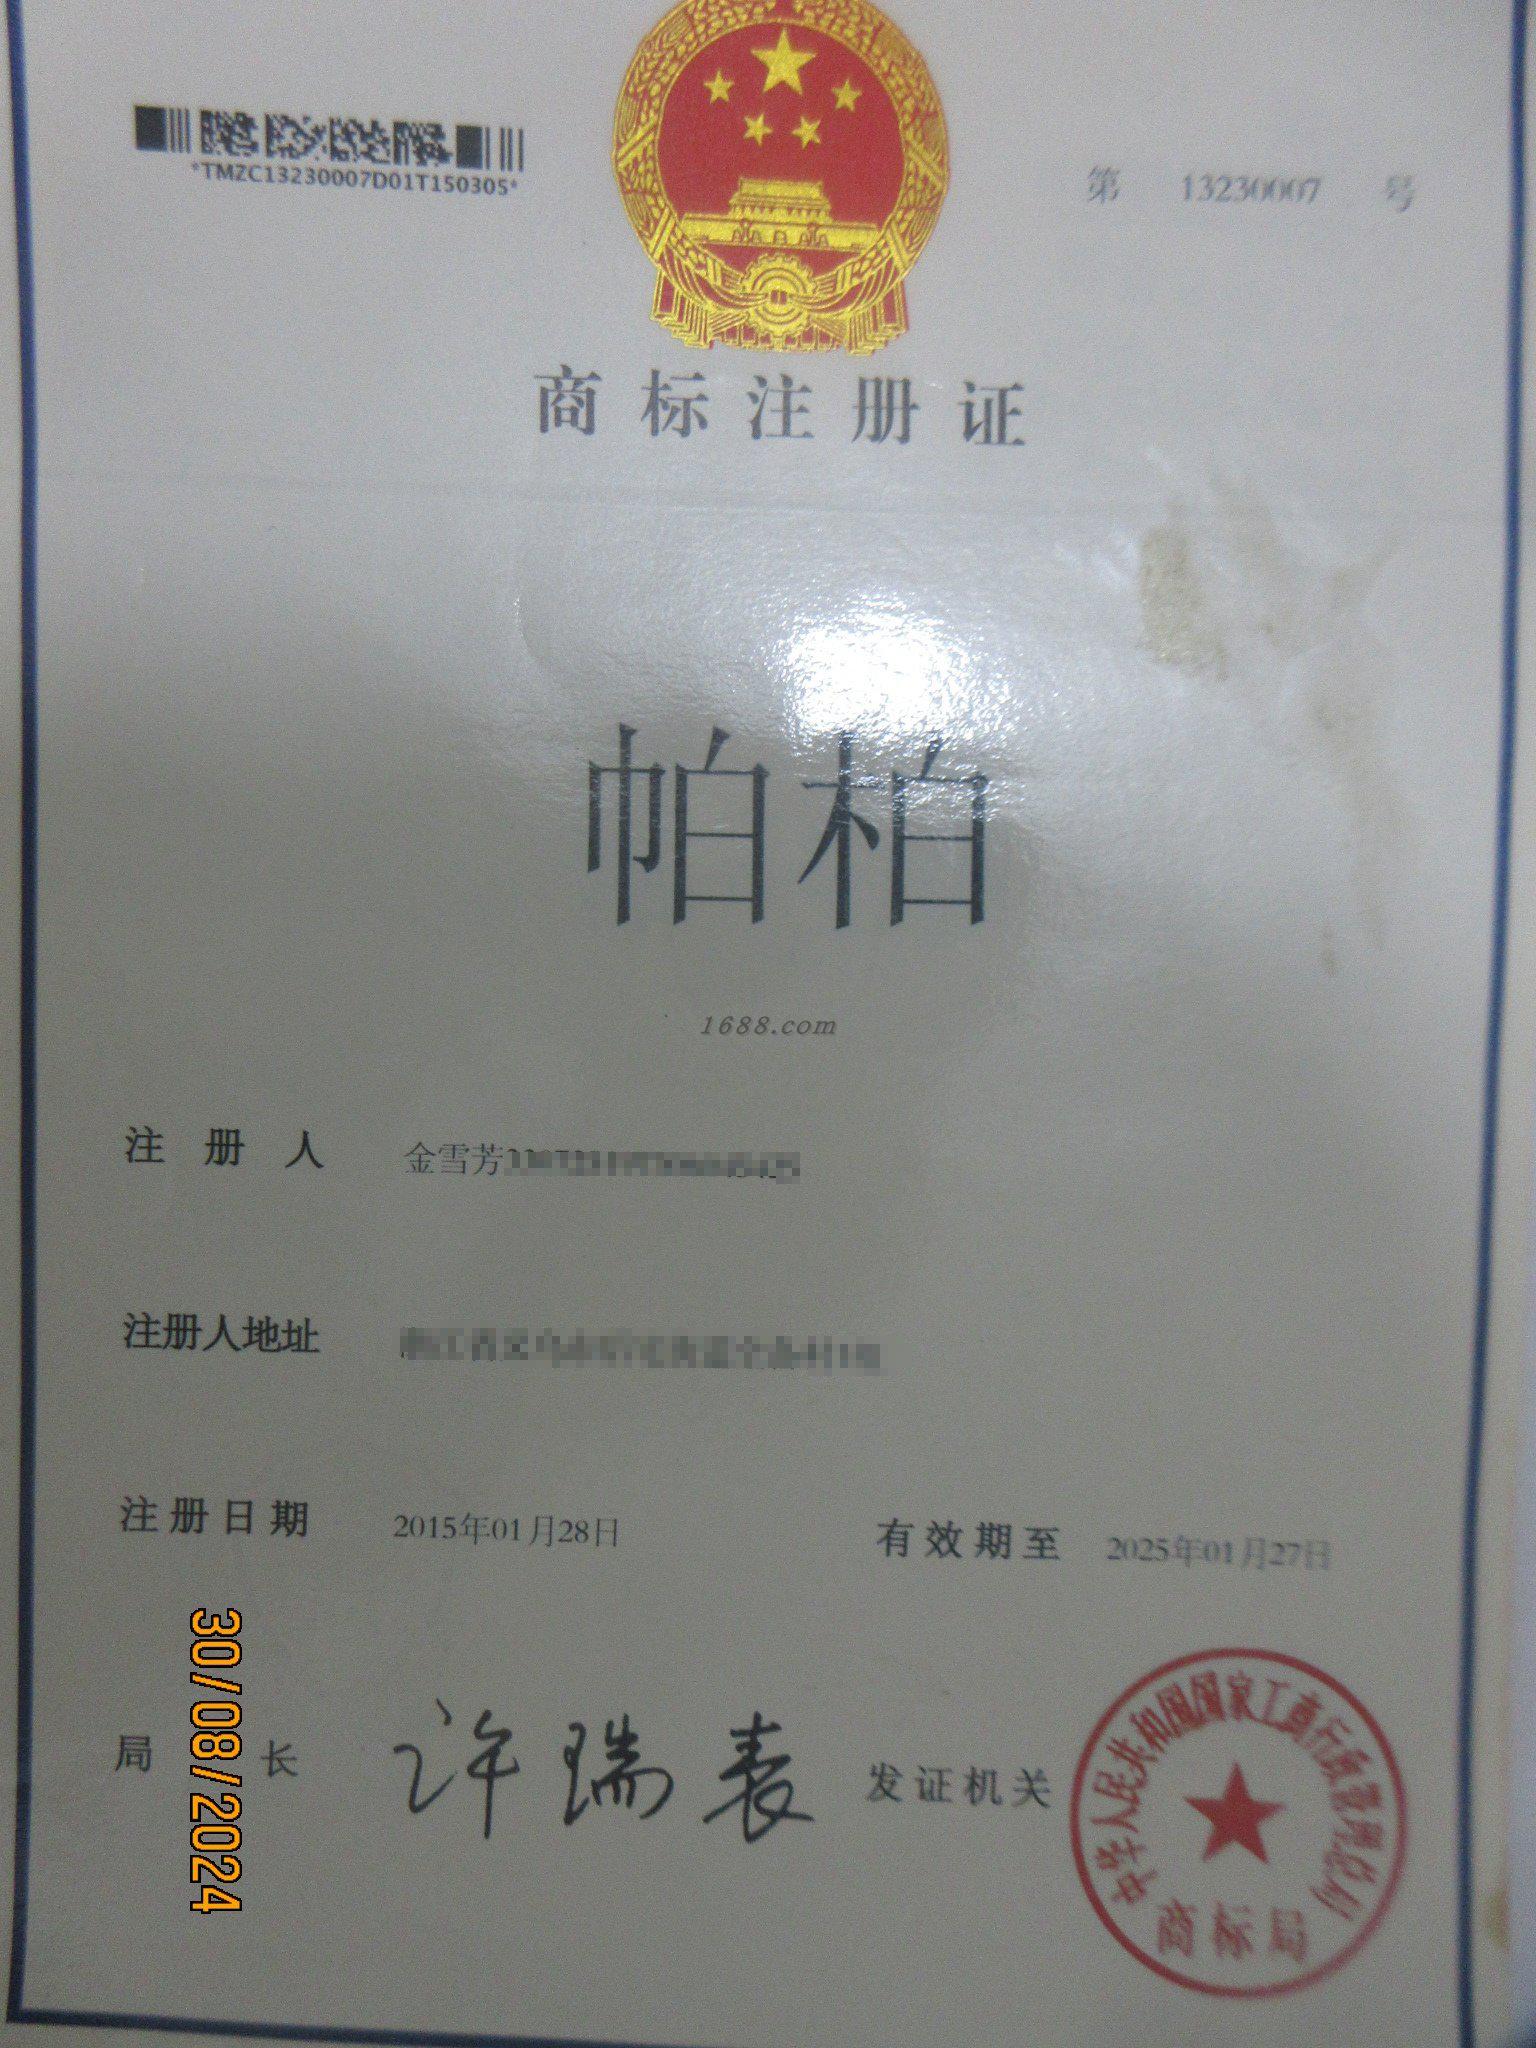 *TMZC13230007D01T150305*
第 13230007 号
商标注册证
帕柏
1688.com
注册人 金雪芳
注册人地址
注册日期 2015年01月28日 有效期至 2025年01月27日
局长 许瑞表 发证机关
中华人民共和国国家工商行政管理总局
商标局
30/08/2024